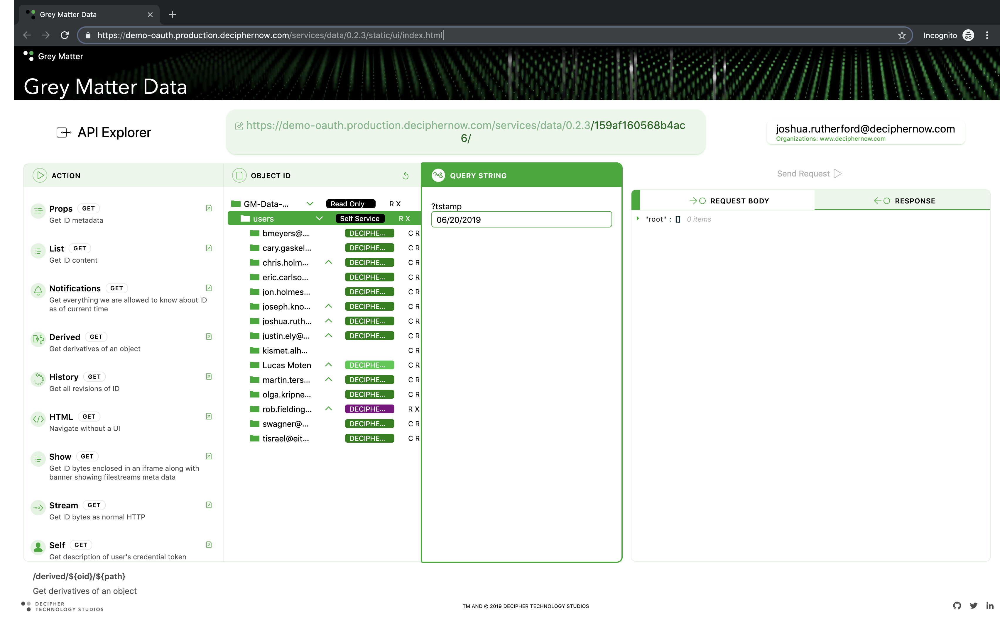 Grey Matter Data
https://demo-oauth.production.deciphernow.com/services/data/0.2.3/static/ui/index.html
Incognito
Grey Matter
Grey Matter Data
API Explorer
https://demo-oauth.production.deciphernow.com/services/data/0.2.3/159af160568b4ac
6/
joshua.rutherford@deciphernow.com
Organizations: www.deciphernow.com
ACTION
Props GET
Get ID metadata
List GET
Get ID content
Notifications GET
Get everything we are allowed to know about ID
as of current time
Derived GET
Get derivatives of an object
History GET
Get all revisions of ID
HTML GET
Navigate without a UI
Show GET
Get ID bytes enclosed in an iframe along with
banner showing filestreams meta data
Stream GET
Get ID bytes as normal HTTP
Self GET
Get description of user's credential token
OBJECT ID
GM-Data-... Read Only R X
users Self Service R X
bmeyers@... DECIPHE... C R
cary.gaskel... DECIPHE... C R
chris.holm... DECIPHE... C R
eric.carlso... DECIPHE... C R
jon.holmes... DECIPHE... C R
joseph.kno... DECIPHE... C R
joshua.ruth... DECIPHE... C R
justin.ely@... DECIPHE... C R
kismet.alh... C R
Lucas Moten DECIPHE... C R
martin.ters... DECIPHE... C R
olga.kripne... DECIPHE... C R
rob.fielding... DECIPHE... R X
swagner@... DECIPHE... C R
tisrael@eit... DECIPHE... C R
?=& QUERY STRING
?tstamp
06/20/2019
Send Request
REQUEST BODY
RESPONSE
"root" : [] 0 items
/derived/${oid}/${path}
Get derivatives of an object
DECIPHER
TECHNOLOGY STUDIOS
TM AND © 2019 DECIPHER TECHNOLOGY STUDIOS
in